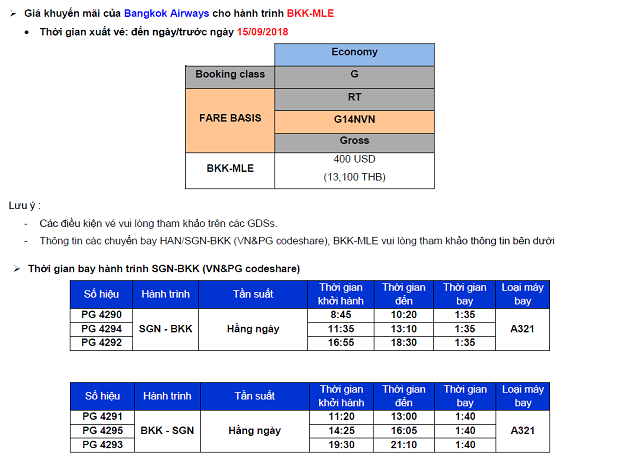 ➢ Giá khuyến mãi của Bangkok Airways cho hành trình BKK-MLE
• Thời gian xuất vé: đến ngày/trước ngày 15/09/2018
Economy
Booking class G
FARE BASIS RT
G14NVN
Gross
BKK-MLE 400 USD
(13,100 THB)
Lưu ý :
- Các điều kiện vé vui lòng tham khảo trên các GDSs.
- Thông tin các chuyến bay HAN/SGN-BKK (VN&PG codeshare), BKK-MLE vui lòng tham khảo thông tin bên dưới
➢ Thời gian bay hành trình SGN-BKK (VN&PG codeshare)
Số hiệu Hành trình Tần suất Thời gian khởi hành Thời gian đến Thời gian bay Loại máy bay
PG 4290 8:45 10:20 1:35
PG 4294 SGN - BKK Hằng ngày 11:35 13:10 1:35 A321
PG 4292 16:55 18:30 1:35
Số hiệu Hành trình Tần suất Thời gian khởi hành Thời gian đến Thời gian bay Loại máy bay
PG 4291 11:20 13:00 1:40
PG 4295 BKK - SGN Hằng ngày 14:25 16:05 1:40 A321
PG 4293 19:30 21:10 1:40